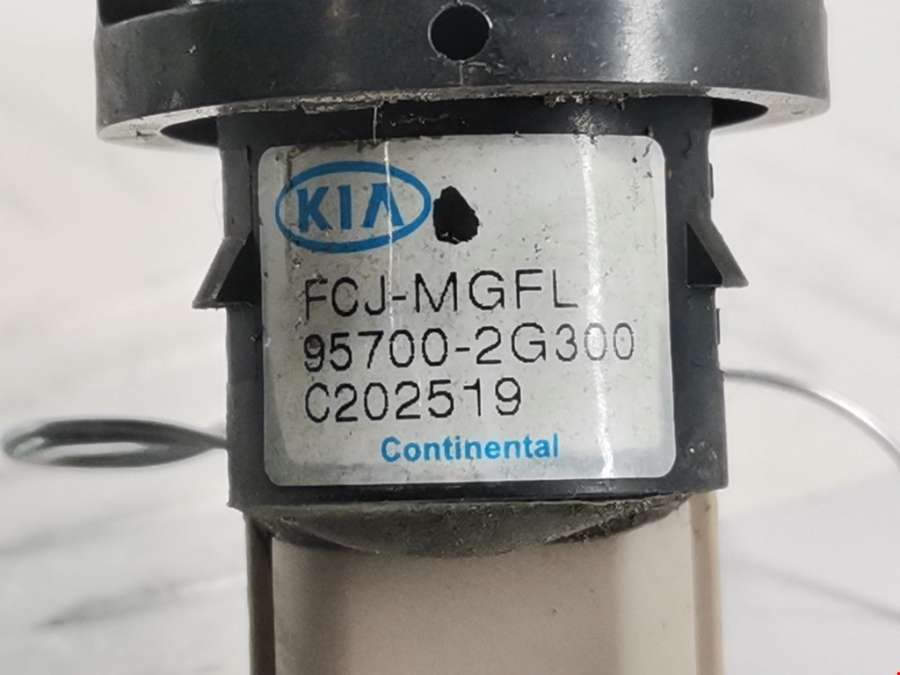 KIA
FCJ-MGFL
95700-2G300
C202519
Continental